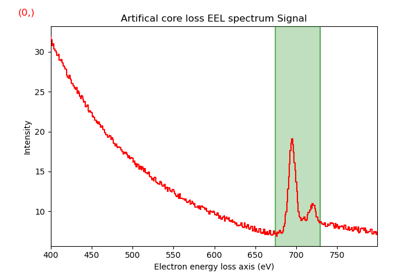 (0,)
Artifical core loss EEL spectrum Signal
30
25
20
15
10
Intensity
400 450 500 550 600 650 700 750
Electron energy loss axis (eV)